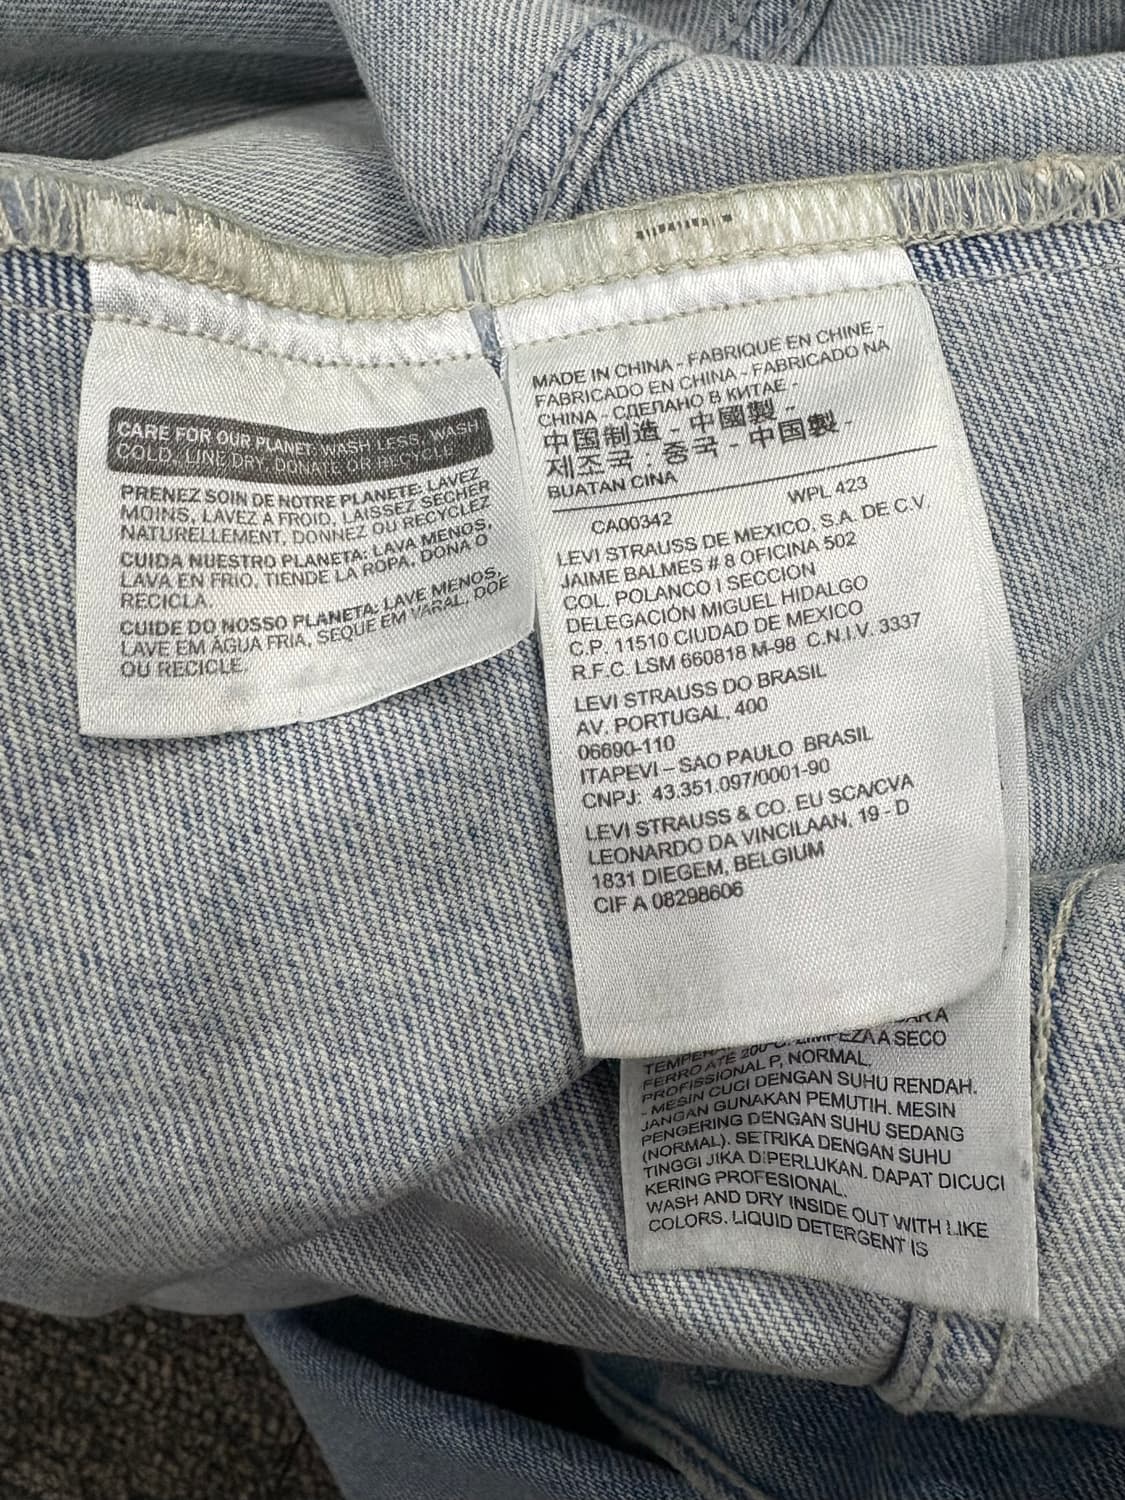 CARE FOR OUR PLANET: WASH LESS, WASH
COLD, LINE DRY, DONATE OR RECYCLE
PRENEZ SOIN DE NOTRE PLANETE: LAVEZ
MOINS, LAVEZ A FROID, LAISSEZ SECHER
NATURELLEMENT, DONNEZ OU RECYCLEZ
CUIDA NUESTRO PLANETA: LAVA MENOS,
LAVA EN FRIO, TIENDE LA ROPA, DONA O
RECICLA.
CUIDE DO NOSSO PLANETA: LAVE MENOS,
LAVE EM ÁGUA FRIA, SEQUE EM VARAL, DOE
OU RECICLE.
MADE IN CHINA - FABRIQUE EN CHINE -
FABRICADO EN CHINA - FABRICADO NA
CHINA - СДЕЛАНО В КИТАЕ -
中国制造 - 中國製 -
제조국 : 중국 - 中国製 -
BUATAN CINA
WPL 423
CA00342
LEVI STRAUSS DE MEXICO, S.A. DE C.V.
JAIME BALMES # 8 OFICINA 502
COL. POLANCO I SECCION
DELEGACIÓN MIGUEL HIDALGO
C.P. 11510 CIUDAD DE MEXICO
R.F.C. LSM 660818 M-98 C.N.I.V. 3337
LEVI STRAUSS DO BRASIL
AV. PORTUGAL, 400
06690-110
ITAPEVI – SAO PAULO BRASIL
CNPJ: 43.351.097/0001-90
LEVI STRAUSS & CO. EU SCA/CVA
LEONARDO DA VINCILAAN, 19 - D
1831 DIEGEM, BELGIUM
CIF A 08298606
FERRO ATÉ 200°C. LIMPEZA A SECO
PROFISSIONAL P, NORMAL.
- MESIN CUCI DENGAN SUHU RENDAH.
JANGAN GUNAKAN PEMUTIH. MESIN
PENGERING DENGAN SUHU SEDANG
(NORMAL). SETRIKA DENGAN SUHU
TINGGI JIKA DIPERLUKAN. DAPAT DICUCI
KERING PROFESIONAL.
WASH AND DRY INSIDE OUT WITH LIKE
COLORS. LIQUID DETERGENT IS